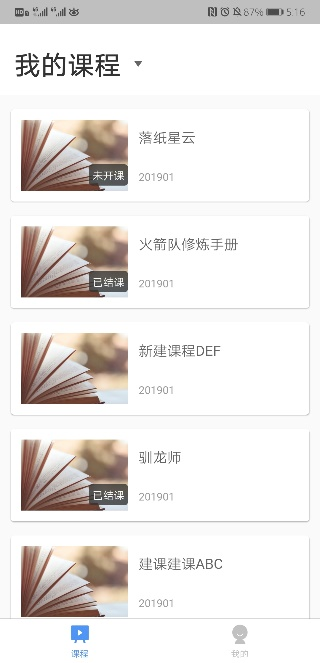 87% 5:16
我的课程
落纸星云
未开课
201901
火箭队修炼手册
已结课
201901
新建课程DEF
201901
驯龙师
已结课
201901
建课建课ABC
201901
课程 我的